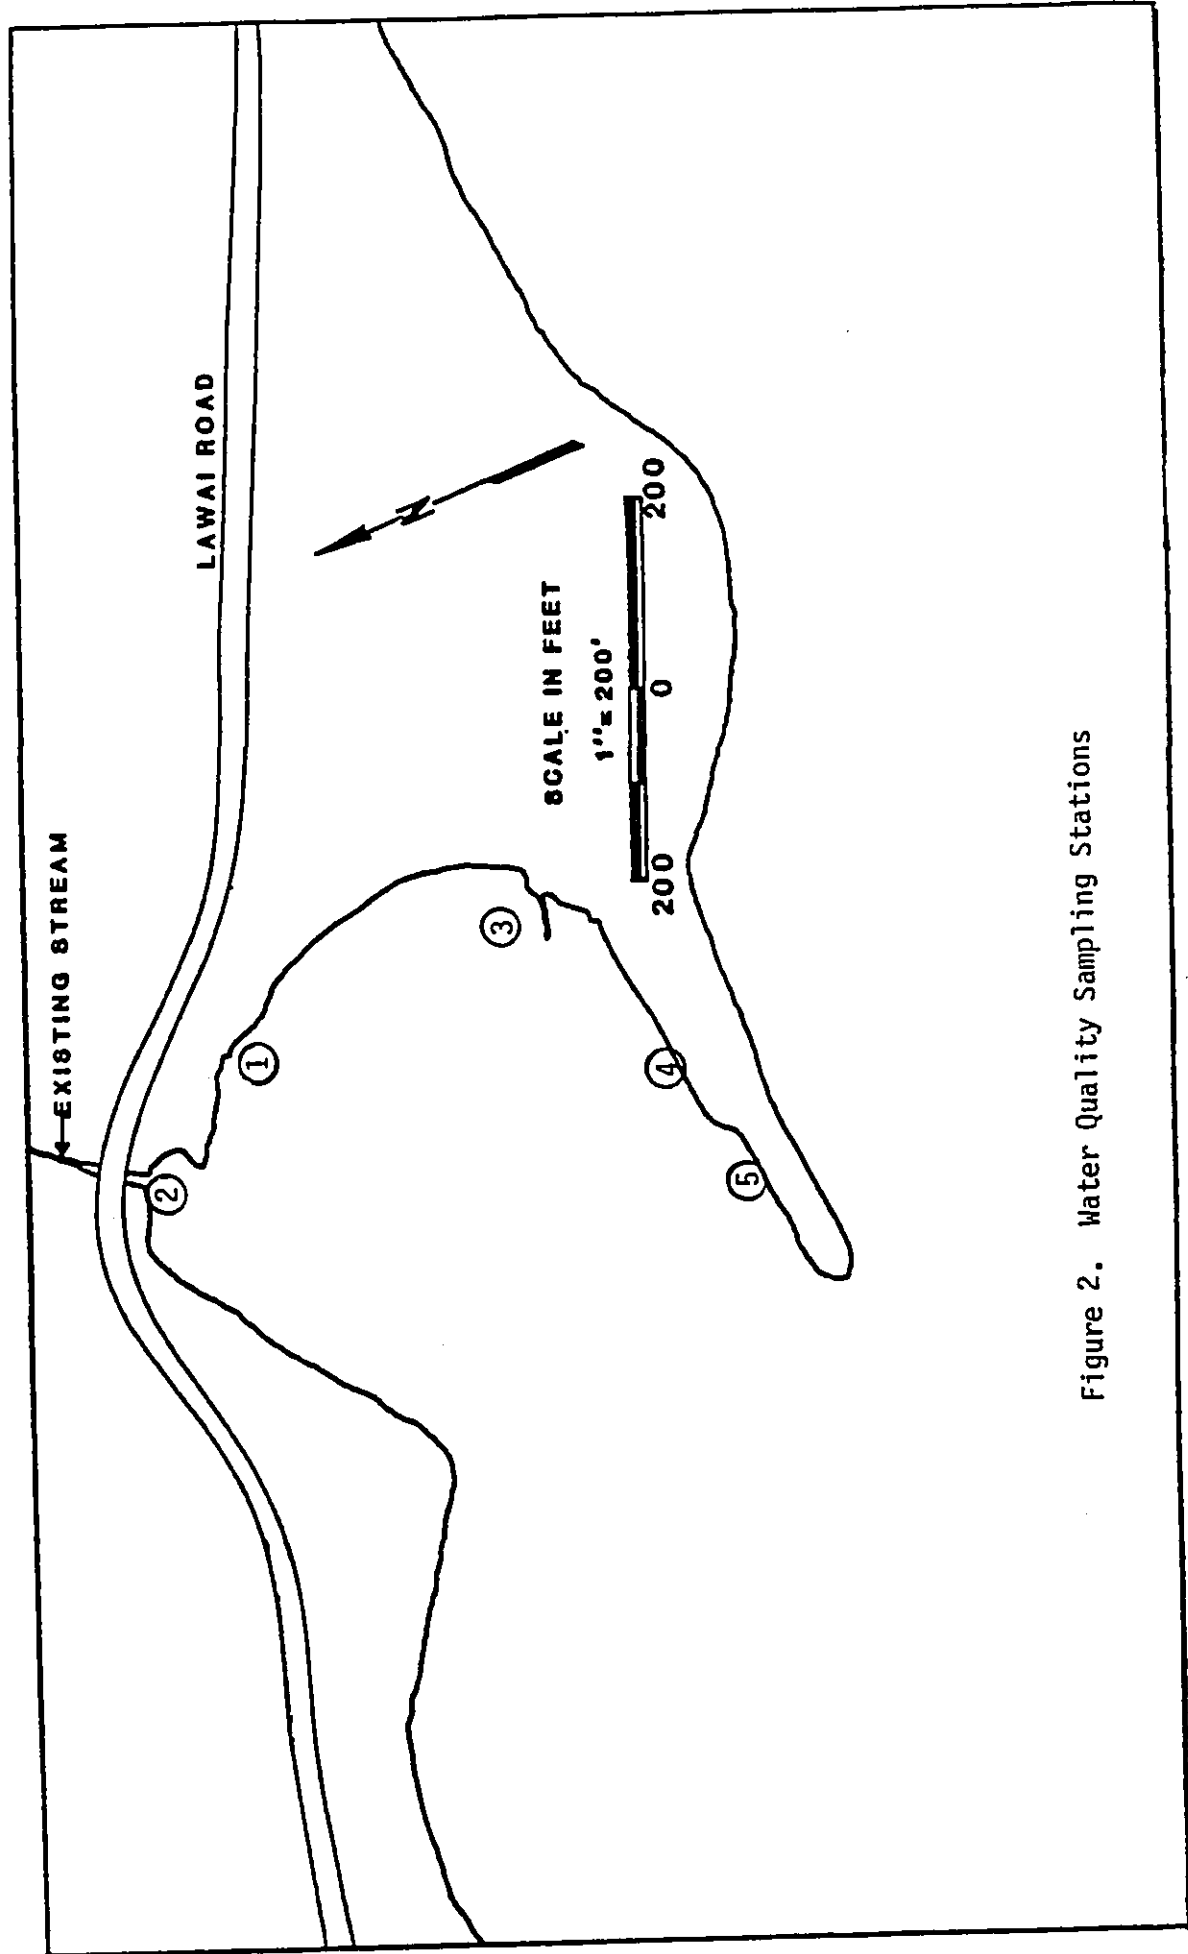 EXISTING STREAM
LAWAI ROAD
N
2
1
3
4
5
SCALE IN FEET
1"=200'
200 0 200
Figure 2. Water Quality Sampling Stations